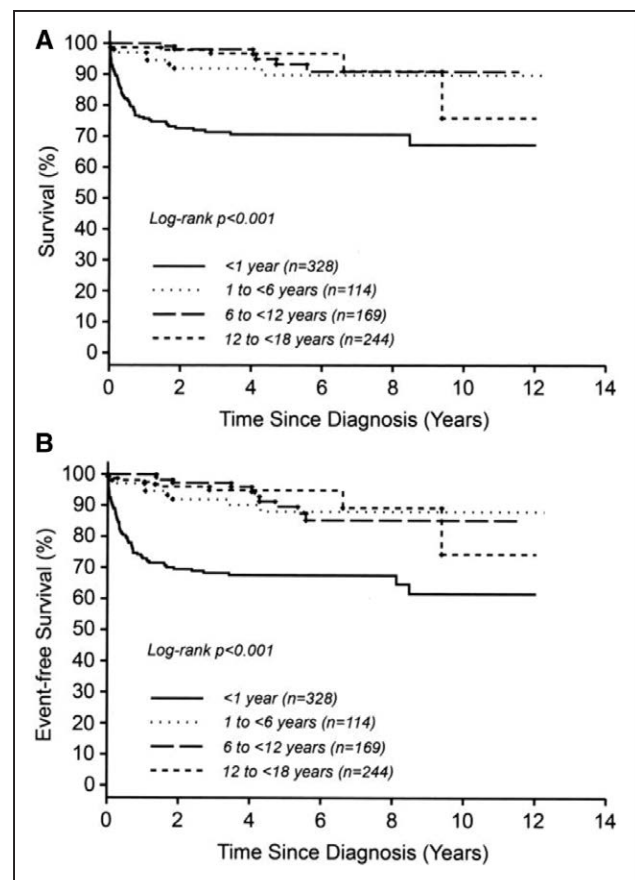 A
100
90
80
70
60
50
40
30
20
10
0
Survival (%)
Log-rank p<0.001
<1 year (n=328)
1 to <6 years (n=114)
6 to <12 years (n=169)
12 to <18 years (n=244)
0 2 4 6 8 10 12 14
Time Since Diagnosis (Years)
B
100
90
80
70
60
50
40
30
20
10
0
Event-free Survival (%)
Log-rank p<0.001
<1 year (n=328)
1 to <6 years (n=114)
6 to <12 years (n=169)
12 to <18 years (n=244)
0 2 4 6 8 10 12 14
Time Since Diagnosis (Years)